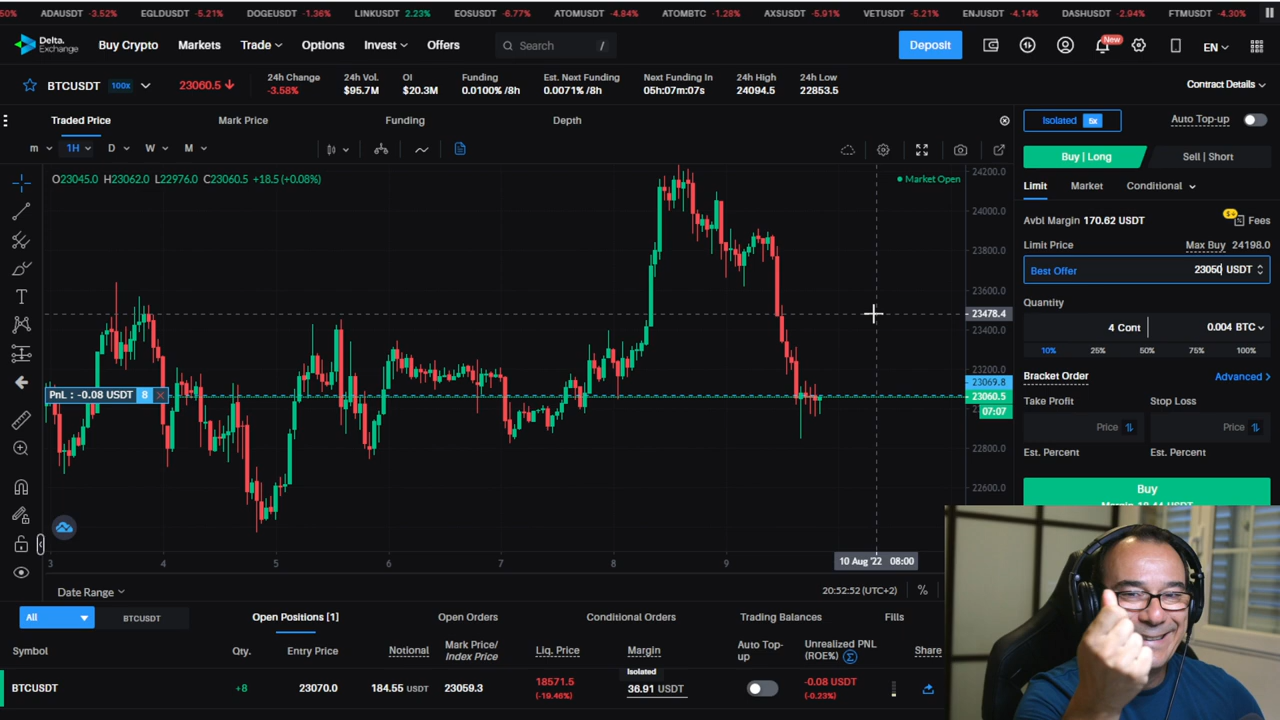 50% ADAUSDT -3.52% EGLDUSDT -5.21% DOGEUSDT -1.36% LINKUSDT 2.23% EOSUSDT -6.77% ATOMUSDT -4.84% ATOMBTC -1.28% AXSUSDT -5.91% VETUSDT -5.21% ENJUSDT -4.14% DASHUSDT -2.94% FTMUSDT -4.30%
Delta. Exchange Buy Crypto Markets Trade Options Invest Offers Search / Deposit New EN
BTCUSDT 100x 23060.5
24h Change -3.58%
24h Vol. $95.7M
OI $20.3M
Funding 0.0100% /8h
Est. Next Funding 0.0071% /8h
Next Funding In 05h:07m:07s
24h High 24094.5
24h Low 22853.5
Contract Details
Traded Price Mark Price Funding Depth
m 1H D W M
O23045.0 H23062.0 L22976.0 C23060.5 +18.5 (+0.08%)
Market Open
PnL : -0.08 USDT 8
24200.0
24000.0
23800.0
23600.0
23478.4
23400.0
23200.0
23069.8
23060.5
07:07
22800.0
22600.0
3 4 5 6 7 8 9 10 Aug '22 08:00
Date Range 20:52:52 (UTC+2) %
Isolated 5x Auto Top-up
Buy | Long Sell | Short
Limit Market Conditional
Avbl Margin 170.62 USDT Fees
Limit Price Max Buy 24198.0
Best Offer 23050 USDT
Quantity
4 Cont 0.004 BTC
10% 25% 50% 75% 100%
Bracket Order Advanced
Take Profit Stop Loss
Price Price
Est. Percent Est. Percent
Buy
All BTCUSDT Open Positions [1] Open Orders Conditional Orders Trading Balances Fills
Symbol Qty. Entry Price Notional Mark Price/ Index Price Liq. Price Margin Auto Top-up Unrealized PNL (ROE%) Share
Isolated
BTCUSDT +8 23070.0 184.55 USDT 23059.3 18571.5 (-19.46%) 36.91 USDT -0.08 USDT (-0.23%)